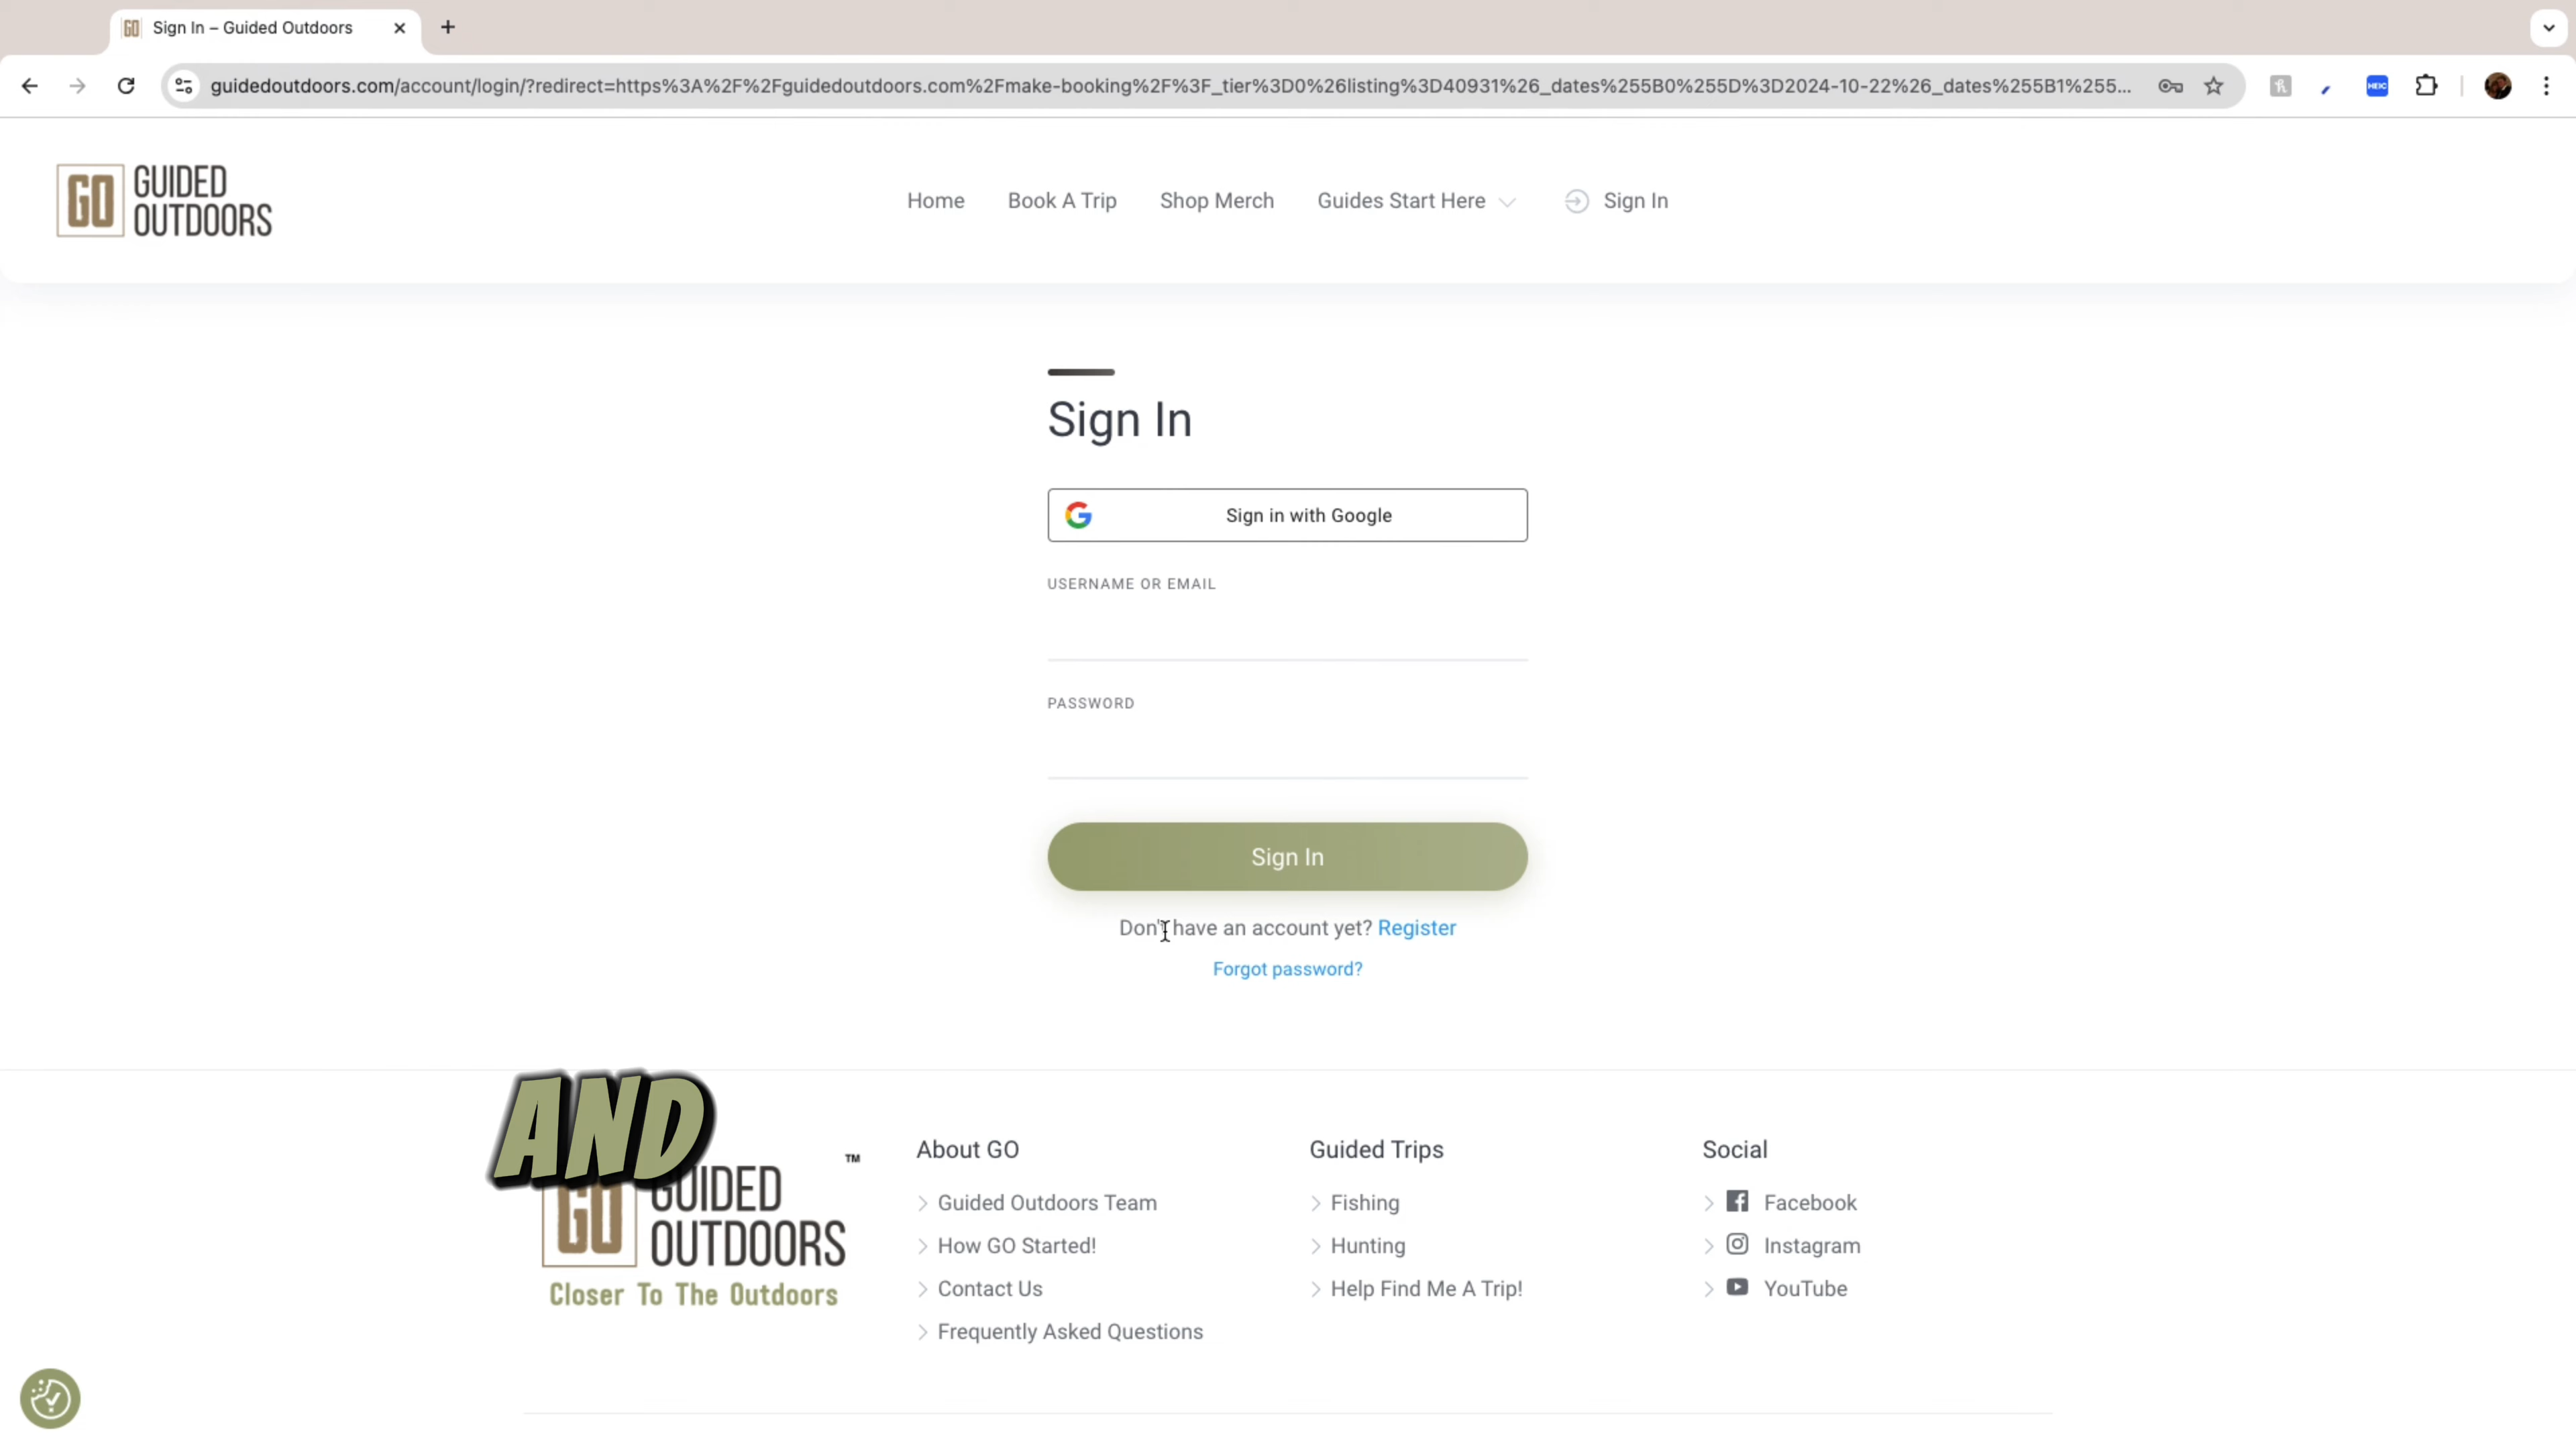 Sign In – Guided Outdoors
guidedoutdoors.com/account/login/?redirect=https%3A%2F%2Fguidedoutdoors.com%2Fmake-booking%2F%3F_tier%3D0%26listing%3D40931%26_dates%255B0%255D%3D2024-10-22%26_dates%255B1%255...
HEIC
GO GUIDED OUTDOORS
Home Book A Trip Shop Merch Guides Start Here Sign In
Sign In
Sign in with Google
USERNAME OR EMAIL
PASSWORD
Sign In
Don't have an account yet? Register
Forgot password?
AND
GO GUIDED OUTDOORS ™
Closer To The Outdoors
About GO
Guided Outdoors Team
How GO Started!
Contact Us
Frequently Asked Questions
Guided Trips
Fishing
Hunting
Help Find Me A Trip!
Social
Facebook
Instagram
YouTube